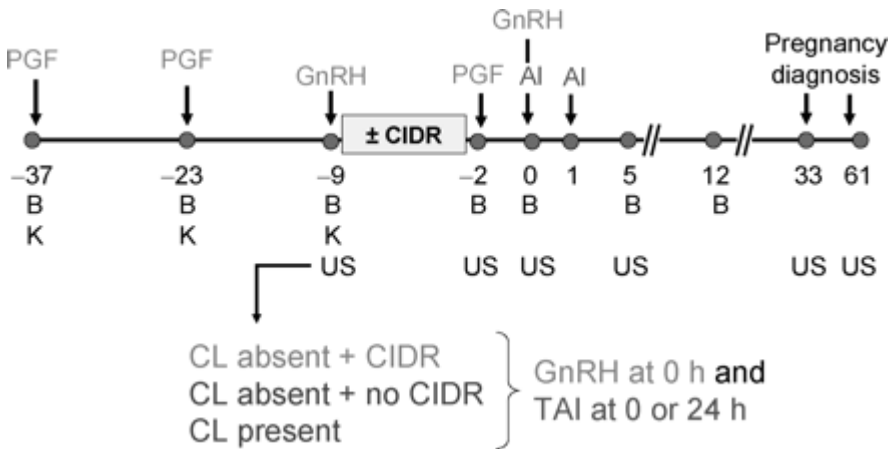 GnRH
PGF PGF GnRH PGF AI AI Pregnancy diagnosis
± CIDR
–37 –23 –9 –2 0 1 5 12 33 61
B B B B B B B
K K K
US US US US US US
CL absent + CIDR
CL absent + no CIDR
CL present
GnRH at 0 h and
TAI at 0 or 24 h